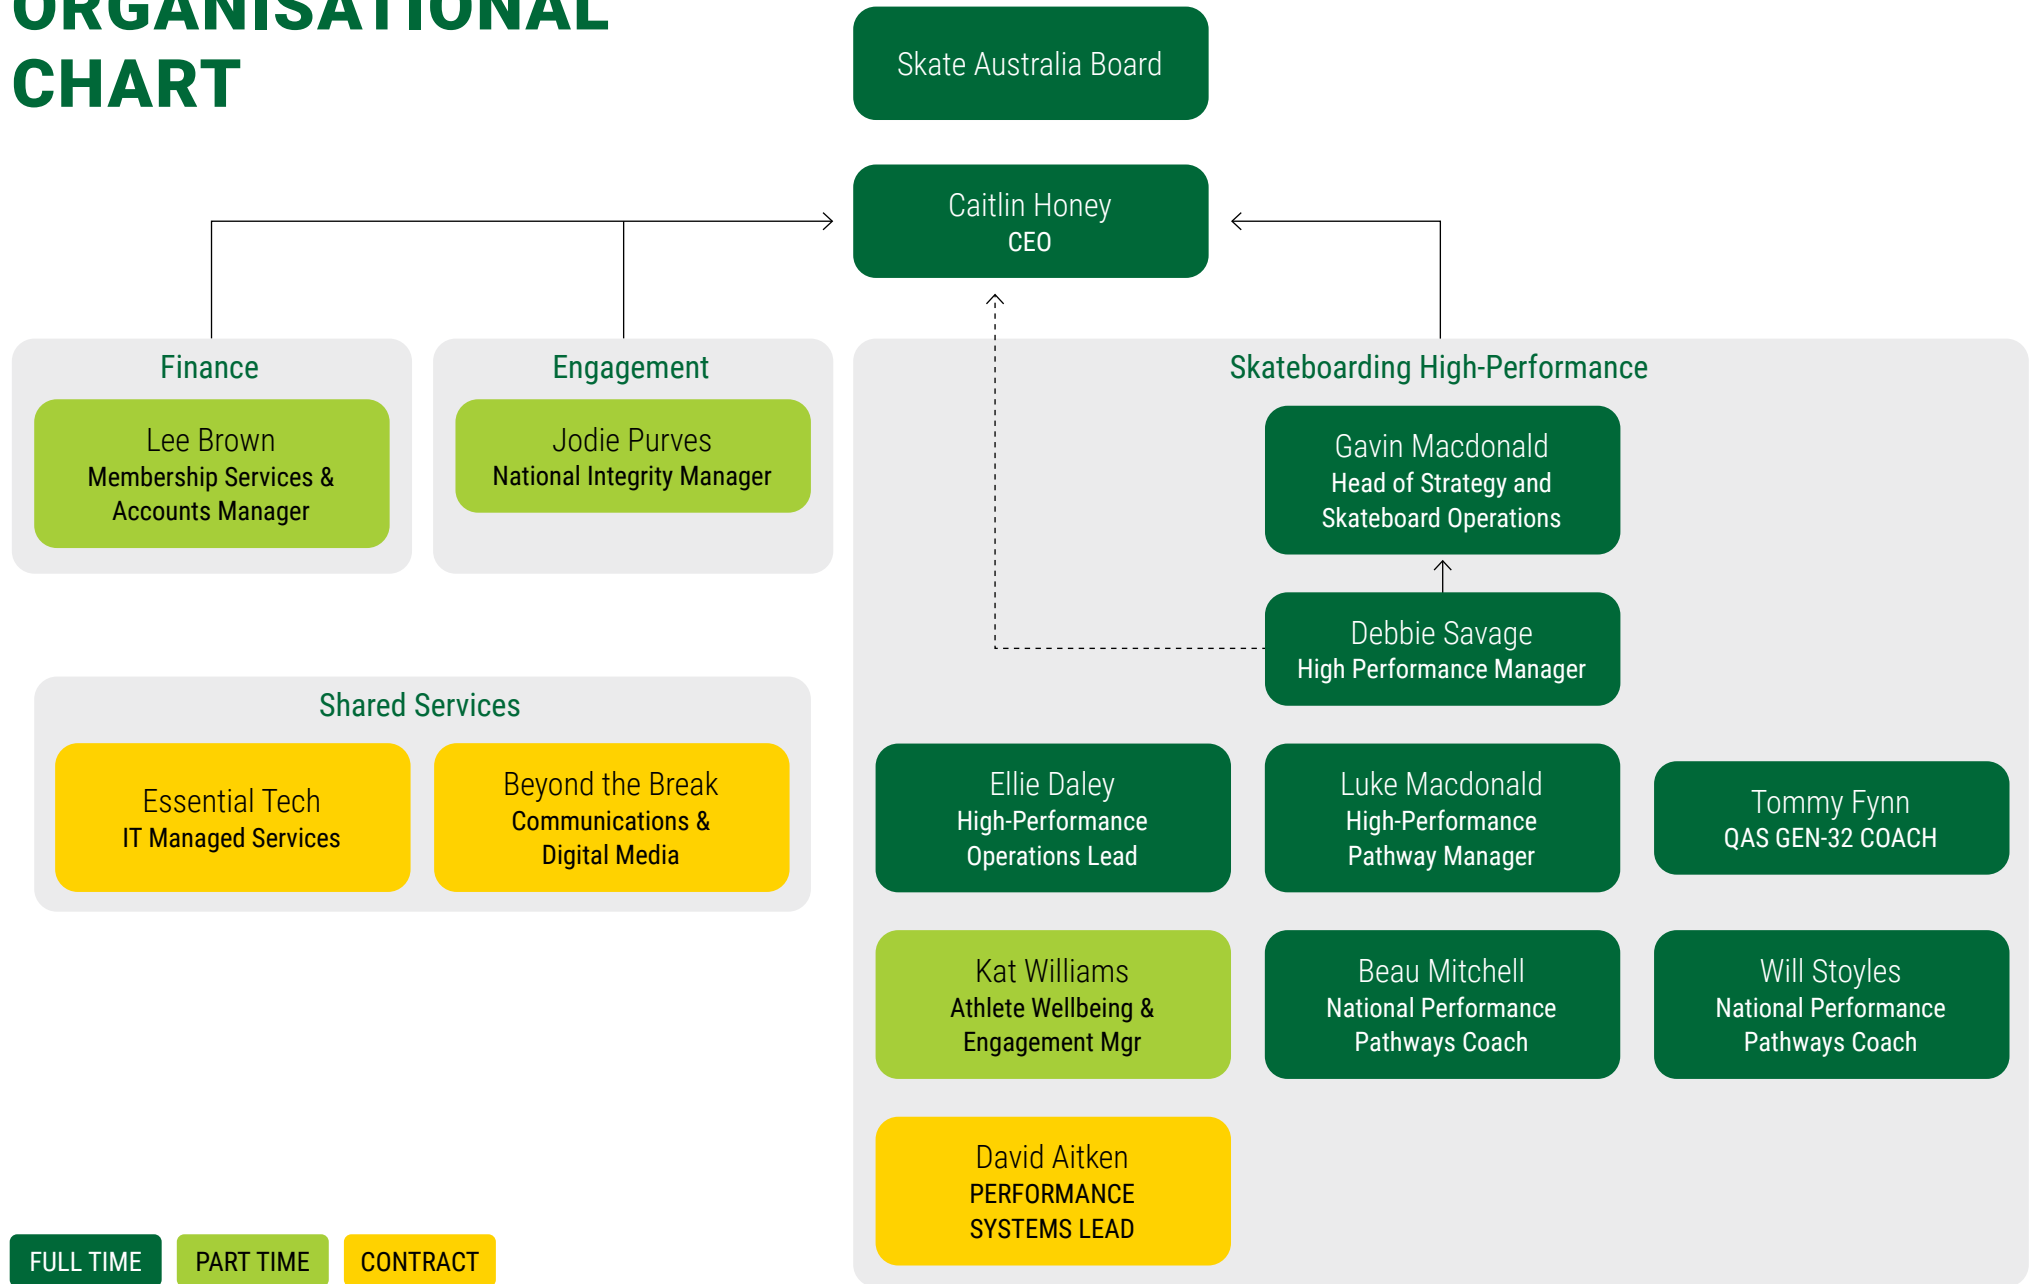 ORGANISATIONAL
CHART
Skate Australia Board
Caitlin Honey
CEO
Finance
Lee Brown
Membership Services &
Accounts Manager
Engagement
Jodie Purves
National Integrity Manager
Skateboarding High-Performance
Gavin Macdonald
Head of Strategy and
Skateboard Operations
Debbie Savage
High Performance Manager
Shared Services
Essential Tech
IT Managed Services
Beyond the Break
Communications &
Digital Media
Ellie Daley
High-Performance
Operations Lead
Luke Macdonald
High-Performance
Pathway Manager
Tommy Fynn
QAS GEN-32 COACH
Kat Williams
Athlete Wellbeing &
Engagement Mgr
Beau Mitchell
National Performance
Pathways Coach
Will Stoyles
National Performance
Pathways Coach
David Aitken
PERFORMANCE
SYSTEMS LEAD
FULL TIME
PART TIME
CONTRACT